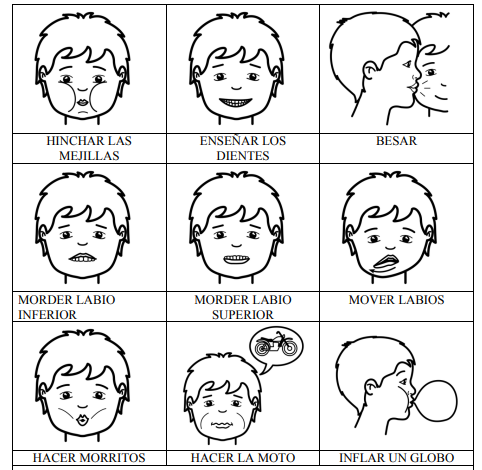 HINCHAR LAS
MEJILLAS
ENSEÑAR LOS
DIENTES
BESAR
MORDER LABIO
INFERIOR
MORDER LABIO
SUPERIOR
MOVER LABIOS
HACER MORRITOS
HACER LA MOTO
INFLAR UN GLOBO